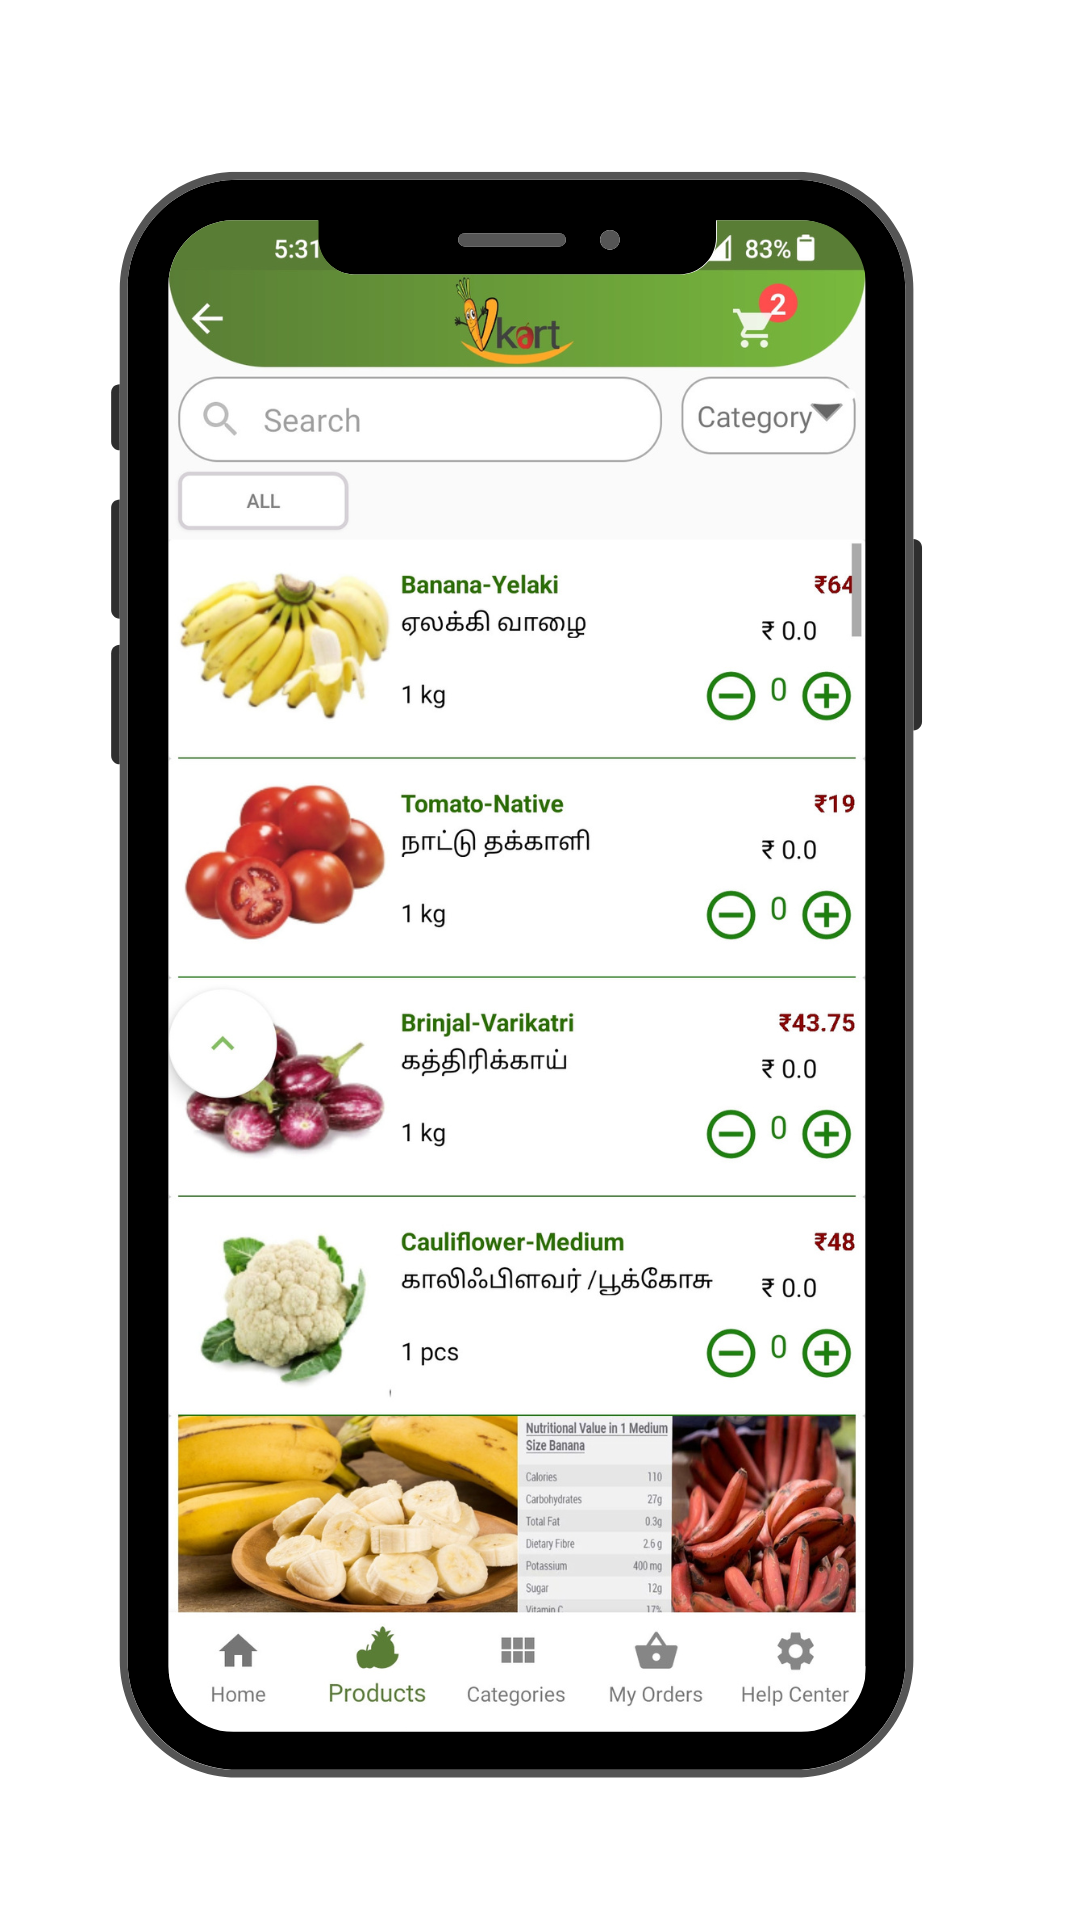 5:31
83%
Vkart
2
Search
Category
ALL
Banana-Yelaki
₹64
ஏலக்கி வாழை
₹ 0.0
1 kg
0
Tomato-Native
₹19
நாட்டு தக்காளி
₹ 0.0
1 kg
0
Brinjal-Varikatri
₹43.75
கத்திரிக்காய்
₹ 0.0
1 kg
0
Cauliflower-Medium
₹48
காலிஃபிளவர் /பூக்கோசு
₹ 0.0
1 pcs
0
Nutritional Value in 1 Medium
Size Banana
Calories 110
Carbohydrates 27g
Total Fat 0.3g
Dietary Fibre 2.6 g
Potassium 400 mg
Sugar 12g
Vitamin C 17%
Home
Products
Categories
My Orders
Help Center